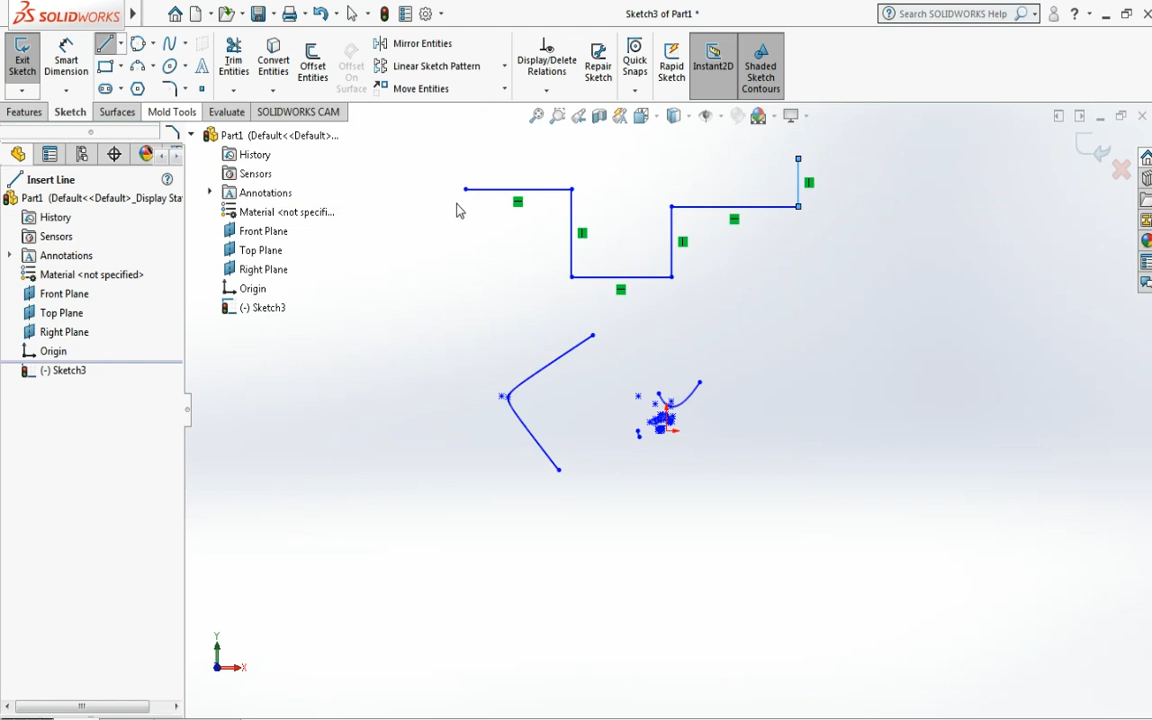 SOLIDWORKS
Sketch3 of Part1 *
Search SOLIDWORKS Help
?
Exit Sketch
Smart Dimension
Trim Entities
Convert Entities
Offset Entities
Offset On Surface
Mirror Entities
Linear Sketch Pattern
Move Entities
Display/Delete Relations
Repair Sketch
Quick Snaps
Rapid Sketch
Instant2D
Shaded Sketch Contours
Features
Sketch
Surfaces
Mold Tools
Evaluate
SOLIDWORKS CAM
Insert Line
Part1 (Default<<Default>_Display Sta
History
Sensors
Annotations
Material <not specified>
Front Plane
Top Plane
Right Plane
Origin
(-) Sketch3
Part1 (Default<<Default>...
History
Sensors
Annotations
Material <not specifi...
Front Plane
Top Plane
Right Plane
Origin
(-) Sketch3
Y
X